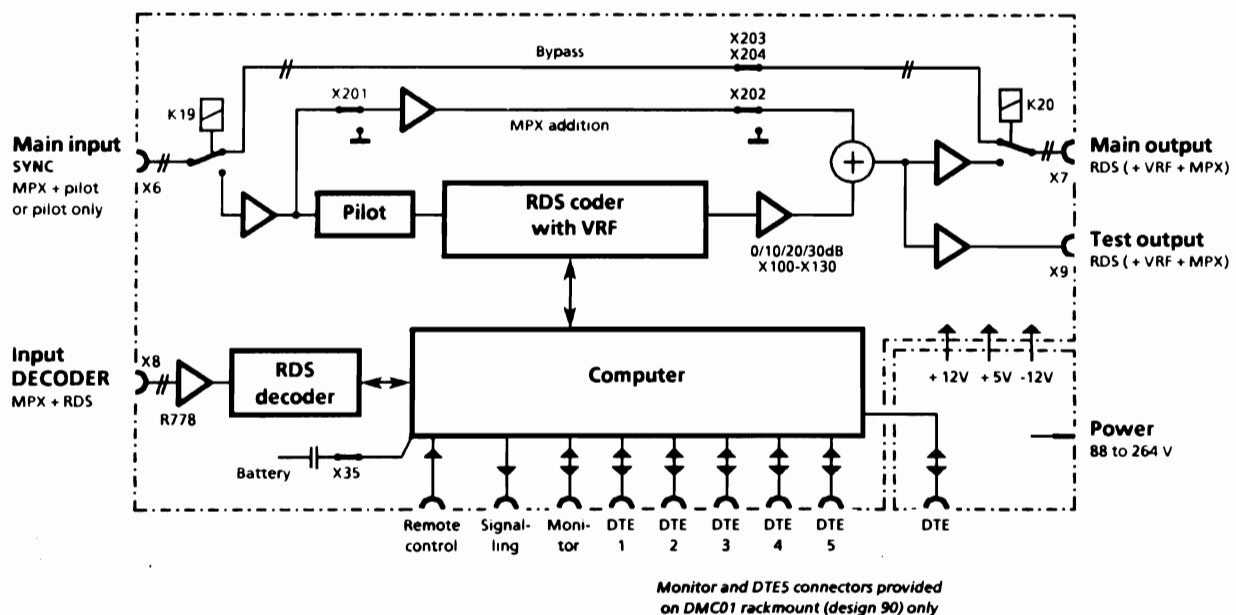 X203
X204
Bypass
X201
X202
K19
K20
MPX addition
Main input
SYNC
MPX + pilot
or pilot only
X6
Main output
RDS ( + VRF + MPX)
X7
Pilot
RDS coder
with VRF
+
0/10/20/30dB
X100-X130
Test output
RDS ( + VRF + MPX)
X9
Input
DECODER
MPX + RDS
X8
R778
RDS
decoder
Computer
+ 12V
+ 5V
-12V
Power
88 to 264 V
Battery
X35
Remote
control
Signal-
ling
Moni-
tor
DTE
1
DTE
2
DTE
3
DTE
4
DTE
5
DTE
Monitor and DTE5 connectors provided
on DMC01 rackmount (design 90) only